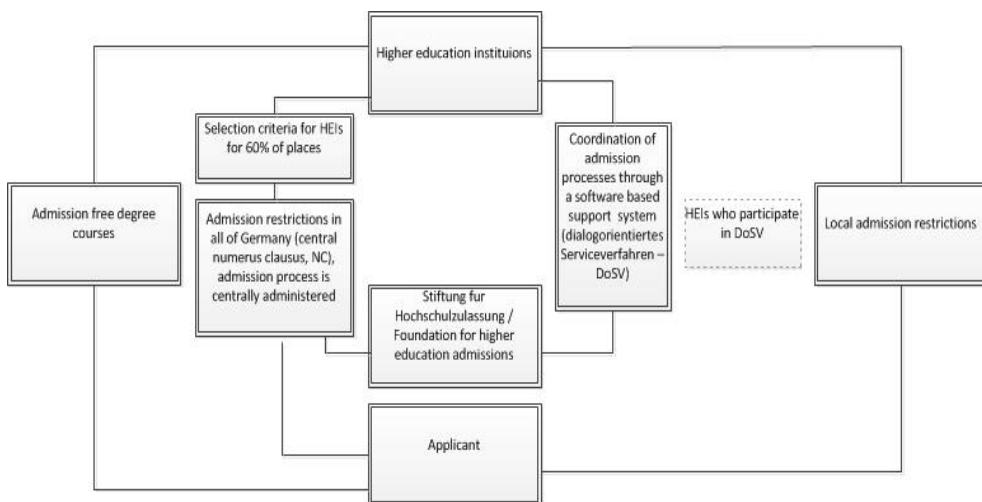 Higher education instituions
Selection criteria for HEIs
for 60% of places
Coordination of
admission
processes through
a software based
support system
(dialogorientiertes
Serviceverfahren –
DoSV)
Admission free degree
courses
Admission restrictions in
all of Germany (central
numerus clausus, NC),
admission process is
centrally administered
HEIs who participate
in DoSV
Local admission restrictions
Stiftung fur
Hochschulzulassung /
Foundation for higher
education admissions
Applicant